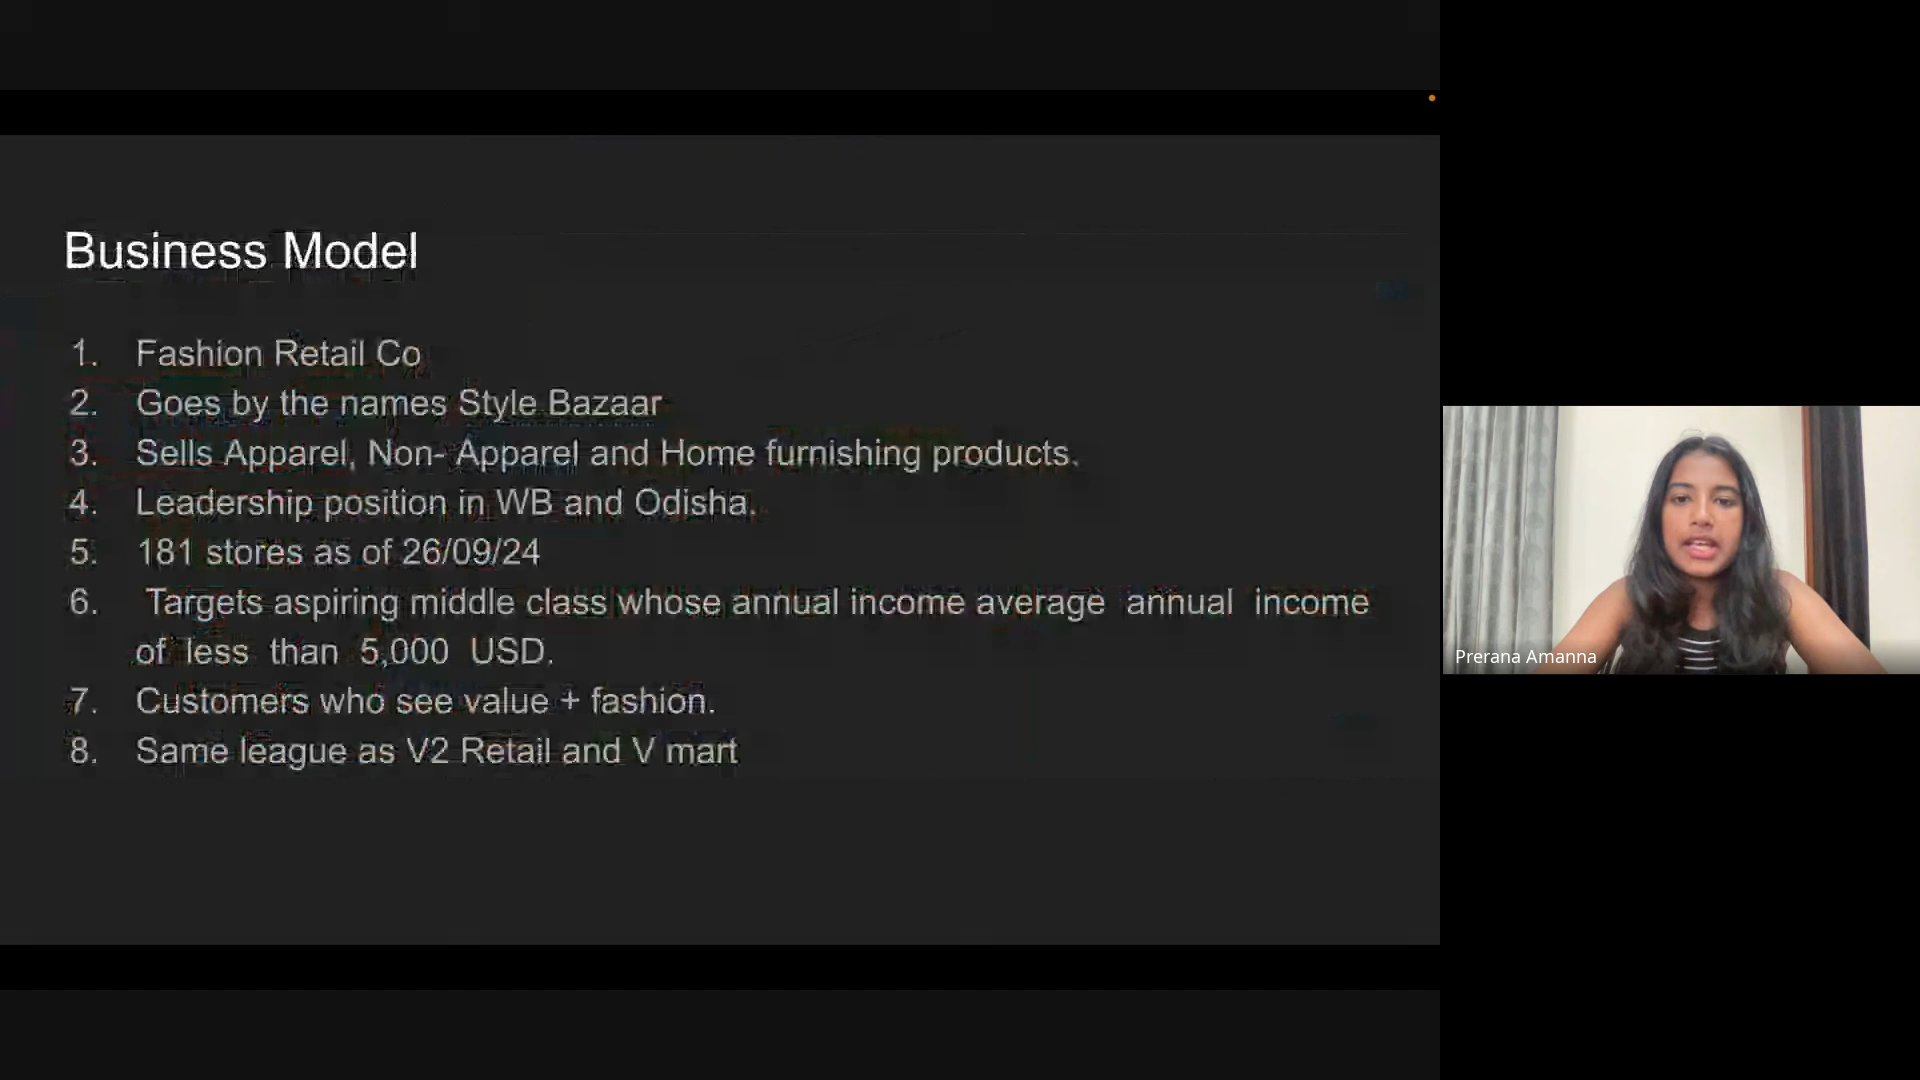 Business Model
1. Fashion Retail Co
2. Goes by the names Style Bazaar
3. Sells Apparel, Non- Apparel and Home furnishing products.
4. Leadership position in WB and Odisha.
5. 181 stores as of 26/09/24
6. Targets aspiring middle class whose annual income average annual income
of less than 5,000 USD.
7. Customers who see value + fashion.
8. Same league as V2 Retail and V mart
Prerana Amanna